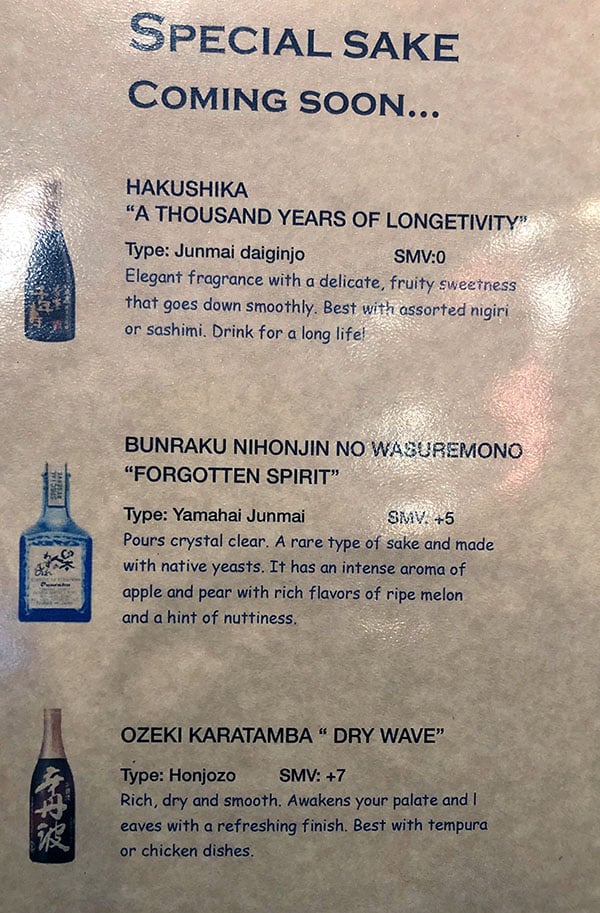 SPECIAL SAKE
COMING SOON...
HAKUSHIKA
“A THOUSAND YEARS OF LONGETIVITY”
Type: Junmai daiginjo SMV:0
Elegant fragrance with a delicate, fruity sweetness
that goes down smoothly. Best with assorted nigiri
or sashimi. Drink for a long life!
BUNRAKU NIHONJIN NO WASUREMONO
“FORGOTTEN SPIRIT”
Type: Yamahai Junmai SMV: +5
Pours crystal clear. A rare type of sake and made
with native yeasts. It has an intense aroma of
apple and pear with rich flavors of ripe melon
and a hint of nuttiness.
OZEKI KARATAMBA “ DRY WAVE”
Type: Honjozo SMV: +7
Rich, dry and smooth. Awakens your palate and l
eaves with a refreshing finish. Best with tempura
or chicken dishes.
辛丹波